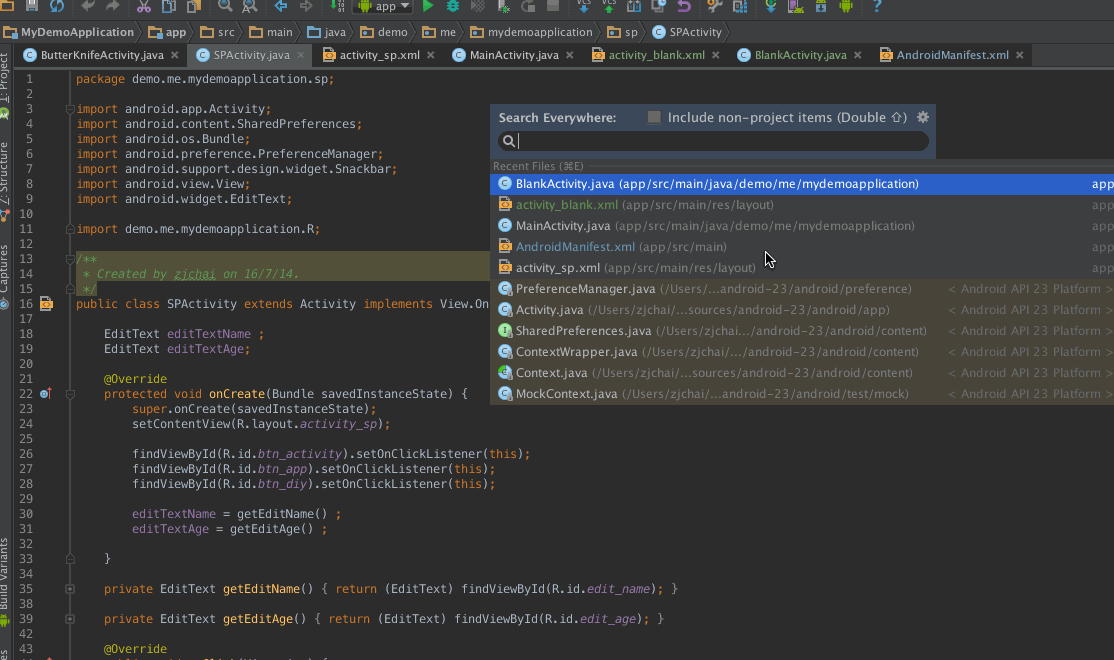 app
VCS VCS
MyDemoApplication app src main java demo me mydemoapplication sp SPActivity
ButterKnifeActivity.java SPActivity.java activity_sp.xml MainActivity.java activity_blank.xml BlankActivity.java AndroidManifest.xml
1: Project
7: Structure
Captures
Build Variants
1 package demo.me.mydemoapplication.sp;
2
3 import android.app.Activity;
4 import android.content.SharedPreferences;
5 import android.os.Bundle;
6 import android.preference.PreferenceManager;
7 import android.support.design.widget.Snackbar;
8 import android.view.View;
9 import android.widget.EditText;
10
11 import demo.me.mydemoapplication.R;
12
13 /**
14 * Created by zjchai on 16/7/14.
15 */
16 public class SPActivity extends Activity implements View.On
17
18 EditText editTextName ;
19 EditText editTextAge;
20
21 @Override
22 protected void onCreate(Bundle savedInstanceState) {
23 super.onCreate(savedInstanceState);
24 setContentView(R.layout.activity_sp);
25
26 findViewById(R.id.btn_activity).setOnClickListener(this);
27 findViewById(R.id.btn_app).setOnClickListener(this);
28 findViewById(R.id.btn_diy).setOnClickListener(this);
29
30 editTextName = getEditName() ;
31 editTextAge = getEditAge() ;
32
33 }
34
35 private EditText getEditName() { return (EditText) findViewById(R.id.edit_name); }
38
39 private EditText getEditAge() { return (EditText) findViewById(R.id.edit_age); }
42
43 @Override
Search Everywhere: Include non-project items (Double ⇧)
Recent Files (⌘E)
BlankActivity.java (app/src/main/java/demo/me/mydemoapplication) app
activity_blank.xml (app/src/main/res/layout) app
MainActivity.java (app/src/main/java/demo/me/mydemoapplication) app
AndroidManifest.xml (app/src/main) app
activity_sp.xml (app/src/main/res/layout) app
PreferenceManager.java (/Users/...android-23/android/preference) < Android API 23 Platform >
Activity.java (/Users/zjchai/...sources/android-23/android/app) < Android API 23 Platform >
SharedPreferences.java (/Users/zjchai.../android-23/android/content) < Android API 23 Platform >
ContextWrapper.java (/Users/zjchai/.../android-23/android/content) < Android API 23 Platform >
Context.java (/Users/zjchai/...sources/android-23/android/content) < Android API 23 Platform >
MockContext.java (/Users/zjchai/...android-23/android/test/mock) < Android API 23 Platform >